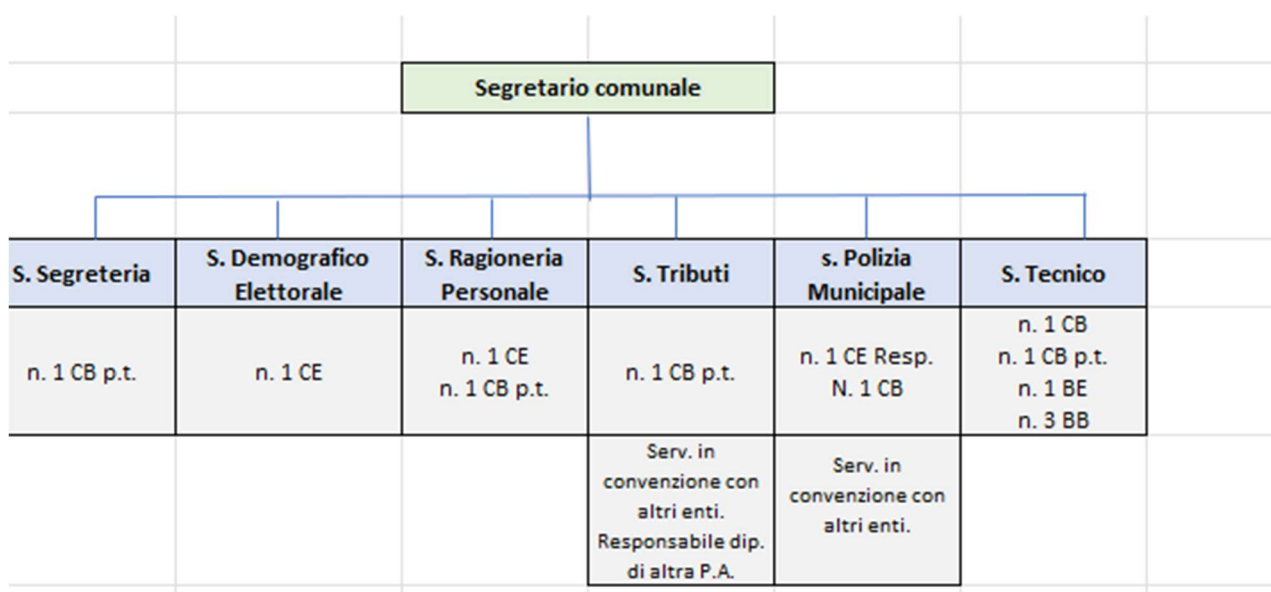 Segretario comunale
S. Segreteria
S. Demografico
Elettorale
S. Ragioneria
Personale
S. Tributi
s. Polizia
Municipale
S. Tecnico
n. 1 CB p.t.
n. 1 CE
n. 1 CE
n. 1 CB p.t.
n. 1 CB p.t.
n. 1 CE Resp.
N. 1 CB
n. 1 CB
n. 1 CB p.t.
n. 1 BE
n. 3 BB
Serv. in
convenzione con
altri enti.
Responsabile dip.
di altra P.A.
Serv. in
convenzione con
altri enti.